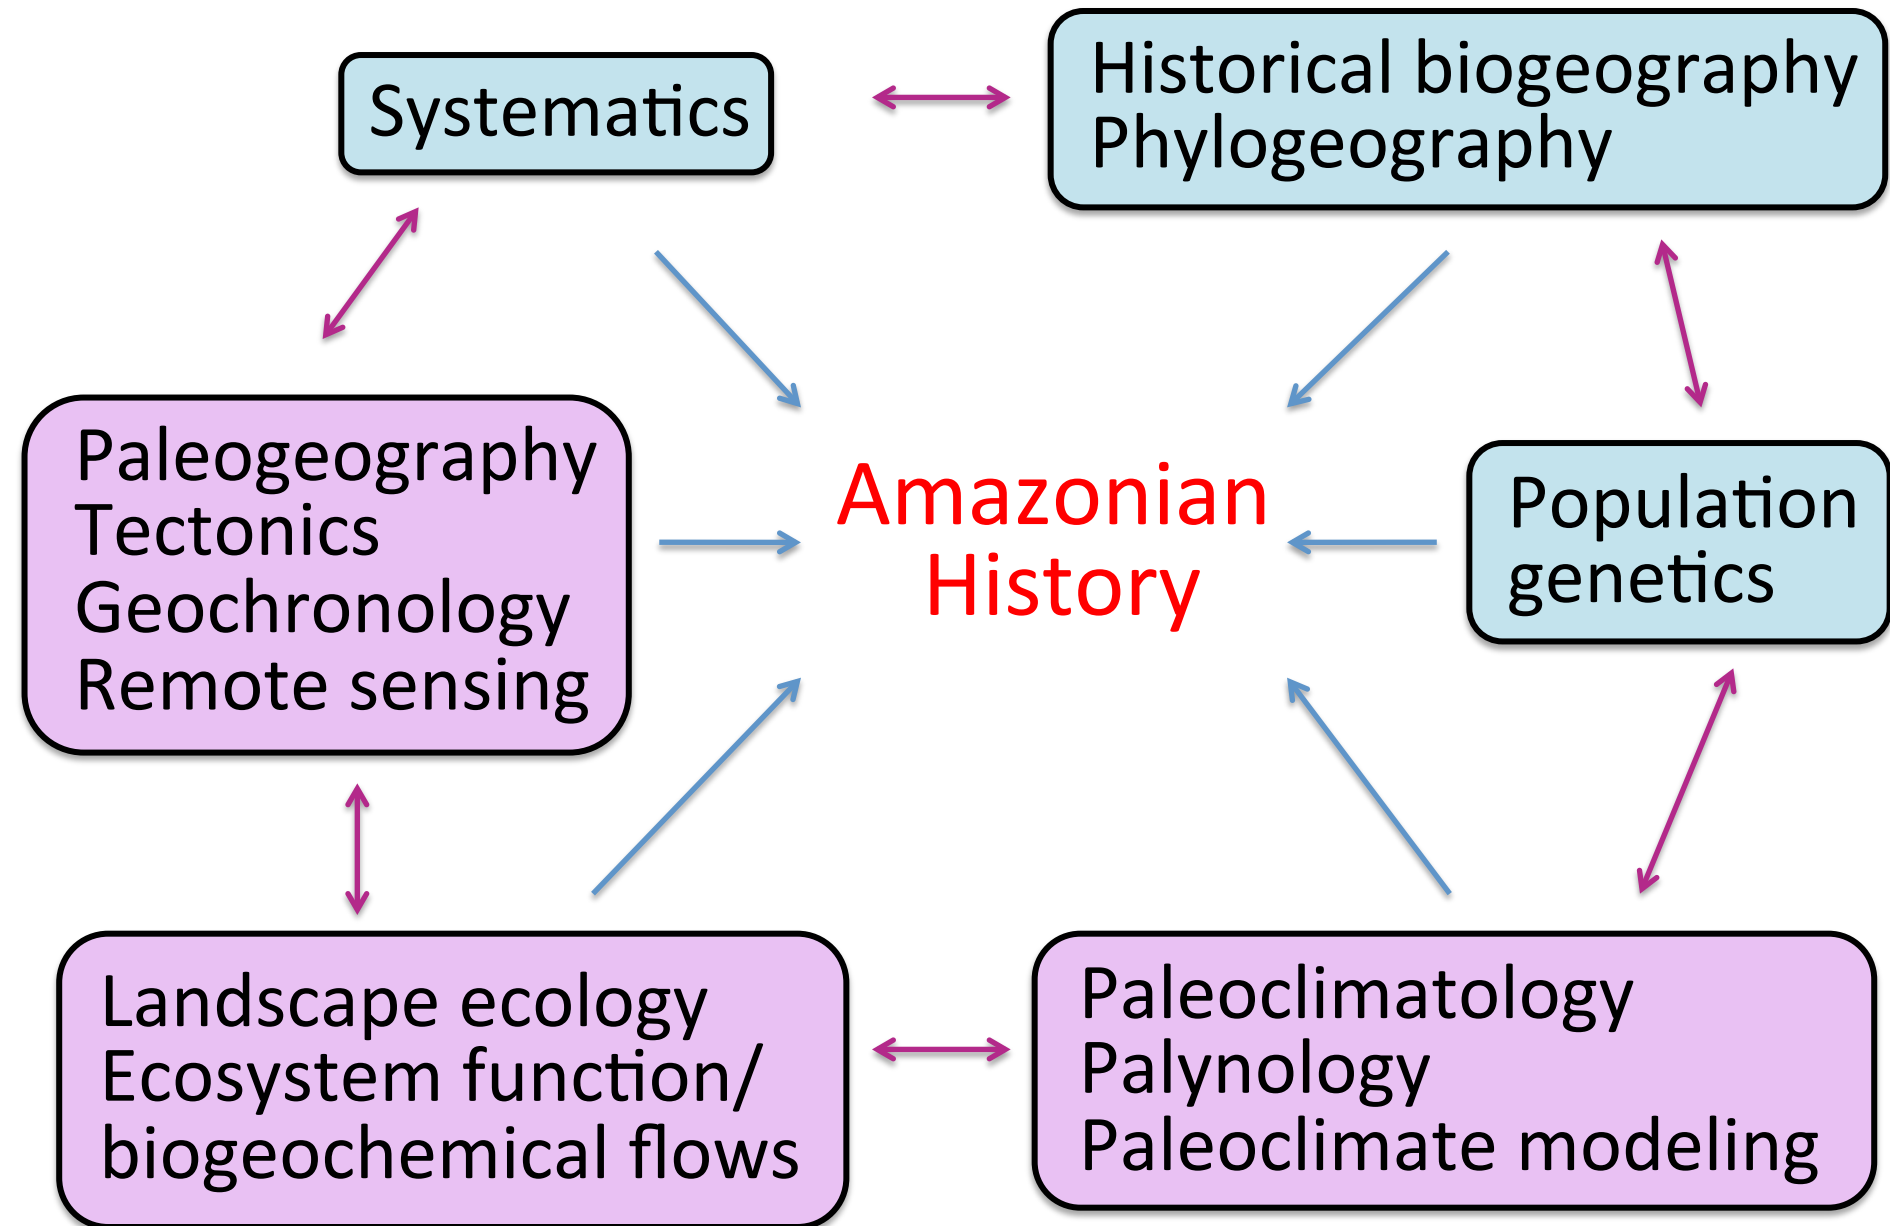 Systematics
Historical biogeography
Phylogeography
Paleogeography
Tectonics
Geochronology
Remote sensing
Amazonian
History
Population
genetics
Landscape ecology
Ecosystem function/
biogeochemical flows
Paleoclimatology
Palynology
Paleoclimate modeling